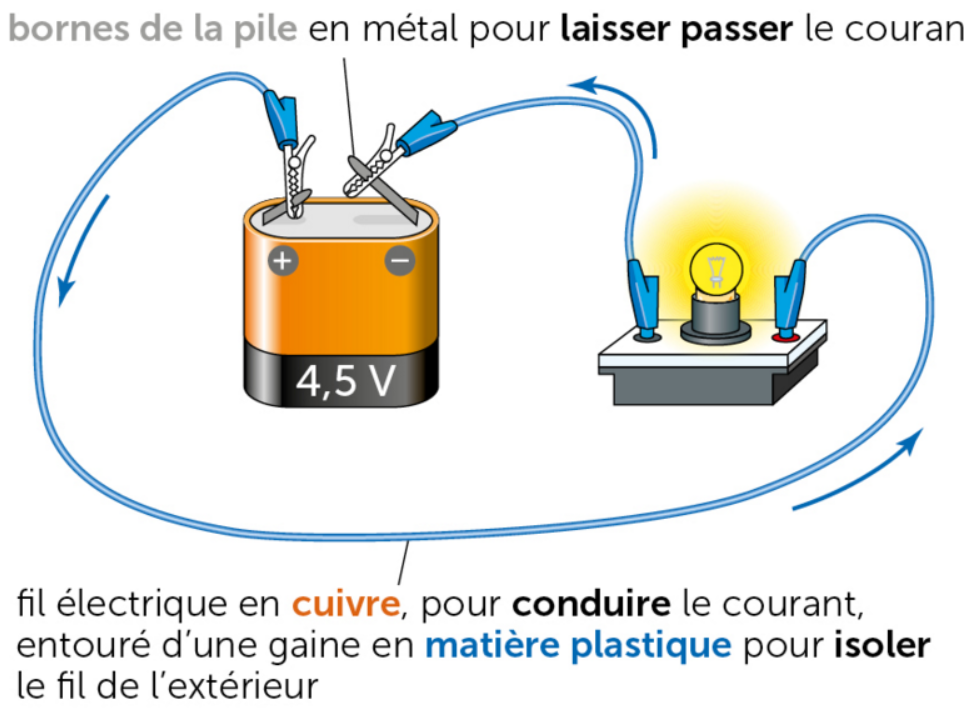 bornes de la pile en métal pour laisser passer le couran
+ −
4,5 V
fil électrique en cuivre, pour conduire le courant,
entouré d’une gaine en matière plastique pour isoler
le fil de l’extérieur